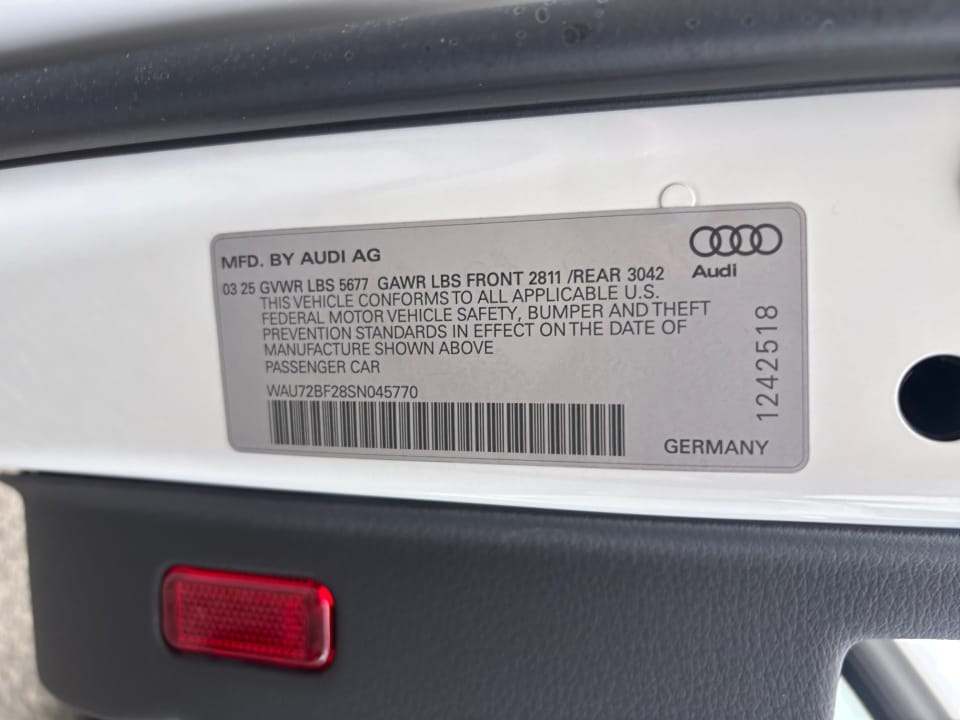 MFD. BY AUDI AG
Audi
03 25 GVWR LBS 5677 GAWR LBS FRONT 2811 /REAR 3042
THIS VEHICLE CONFORMS TO ALL APPLICABLE U.S.
FEDERAL MOTOR VEHICLE SAFETY, BUMPER AND THEFT
PREVENTION STANDARDS IN EFFECT ON THE DATE OF
MANUFACTURE SHOWN ABOVE
PASSENGER CAR
WAU72BF28SN045770
1242518
GERMANY